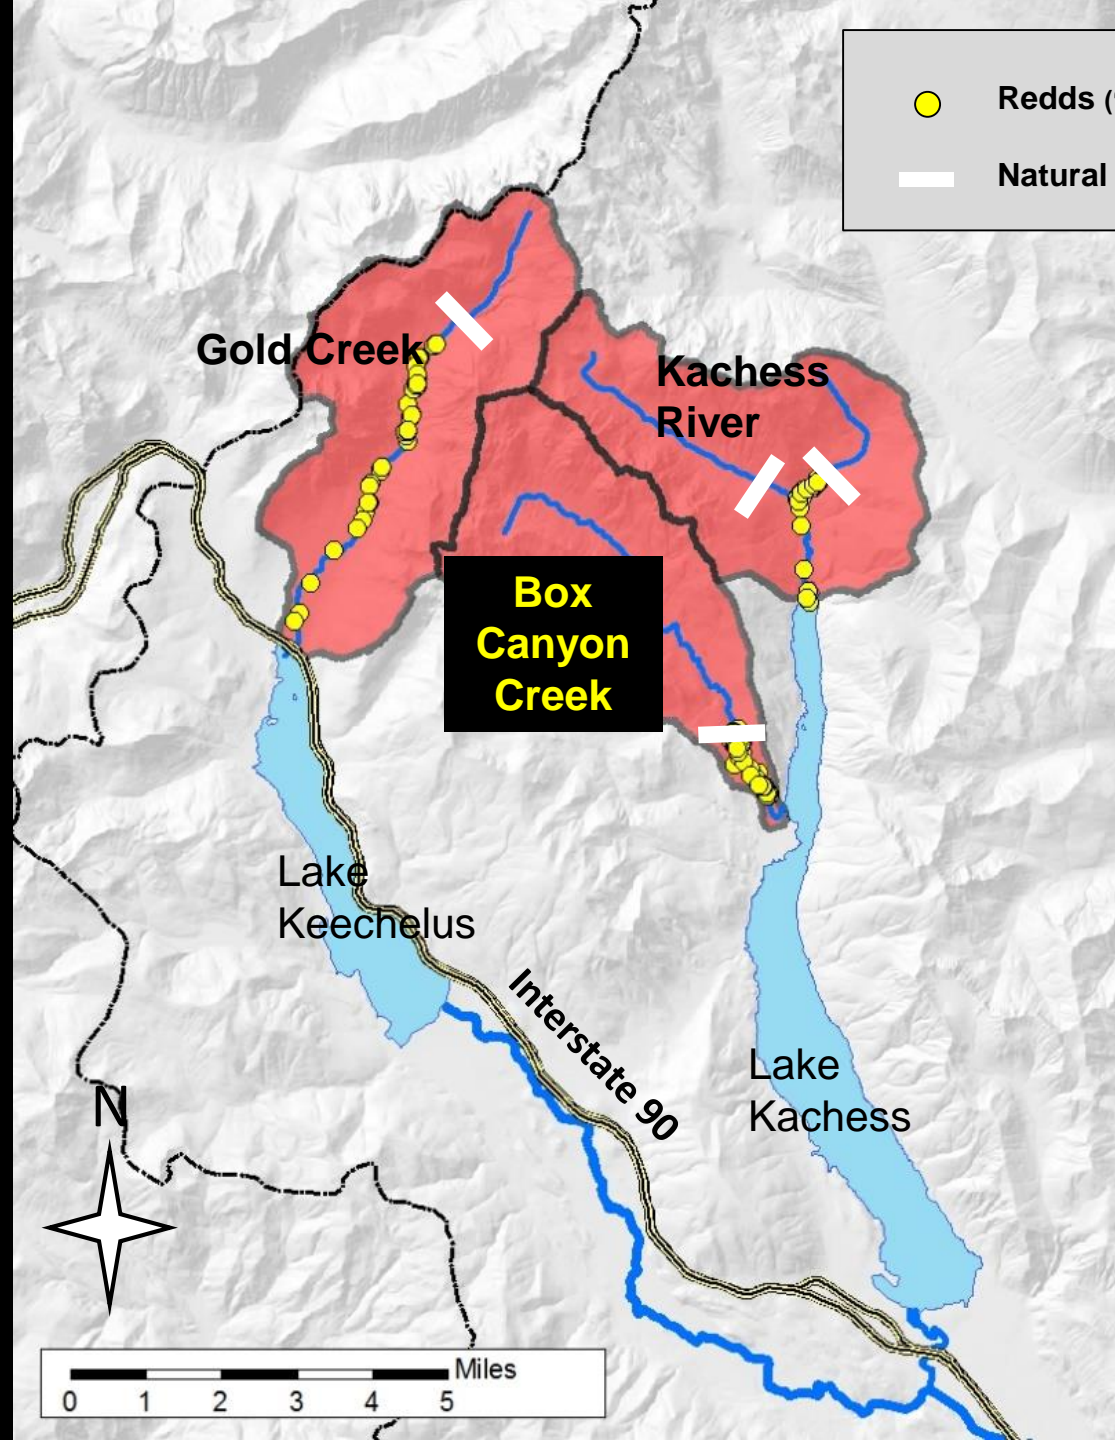 Redds (
Natural
Gold Creek
Kachess
River
Box
Canyon
Creek
Lake
Keechelus
Interstate 90
Lake
Kachess
N
Miles
0 1 2 3 4 5